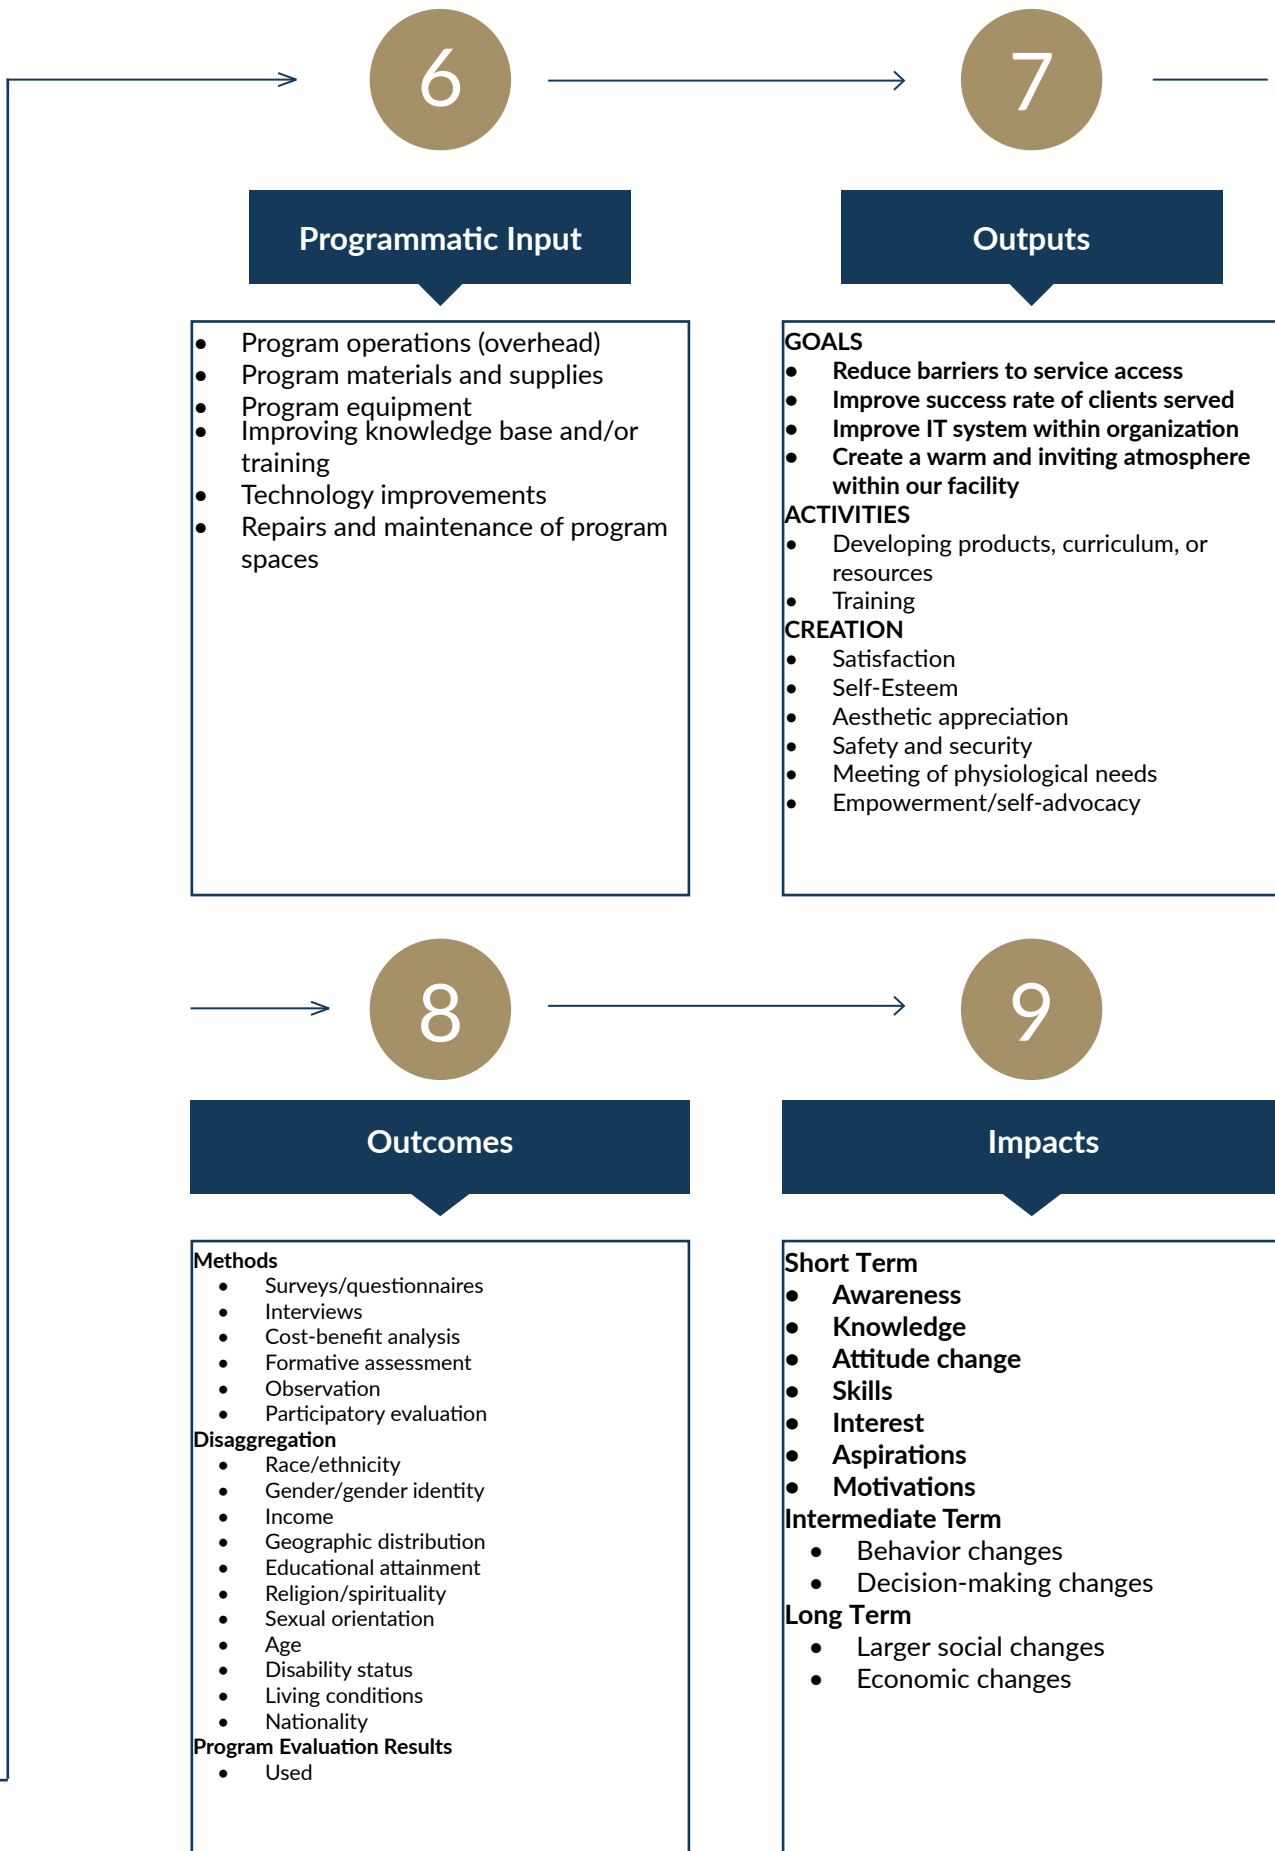 6
Programmatic Input
• Program operations (overhead)
• Program materials and supplies
• Program equipment
• Improving knowledge base and/or
training
• Technology improvements
• Repairs and maintenance of program
spaces
7
Outputs
GOALS
• Reduce barriers to service access
• Improve success rate of clients served
• Improve IT system within organization
• Create a warm and inviting atmosphere
within our facility
ACTIVITIES
• Developing products, curriculum, or
resources
• Training
CREATION
• Satisfaction
• Self-Esteem
• Aesthetic appreciation
• Safety and security
• Meeting of physiological needs
• Empowerment/self-advocacy
8
Outcomes
Methods
• Surveys/questionnaires
• Interviews
• Cost-benefit analysis
• Formative assessment
• Observation
• Participatory evaluation
Disaggregation
• Race/ethnicity
• Gender/gender identity
• Income
• Geographic distribution
• Educational attainment
• Religion/spirituality
• Sexual orientation
• Age
• Disability status
• Living conditions
• Nationality
Program Evaluation Results
• Used
9
Impacts
Short Term
• Awareness
• Knowledge
• Attitude change
• Skills
• Interest
• Aspirations
• Motivations
Intermediate Term
• Behavior changes
• Decision-making changes
Long Term
• Larger social changes
• Economic changes